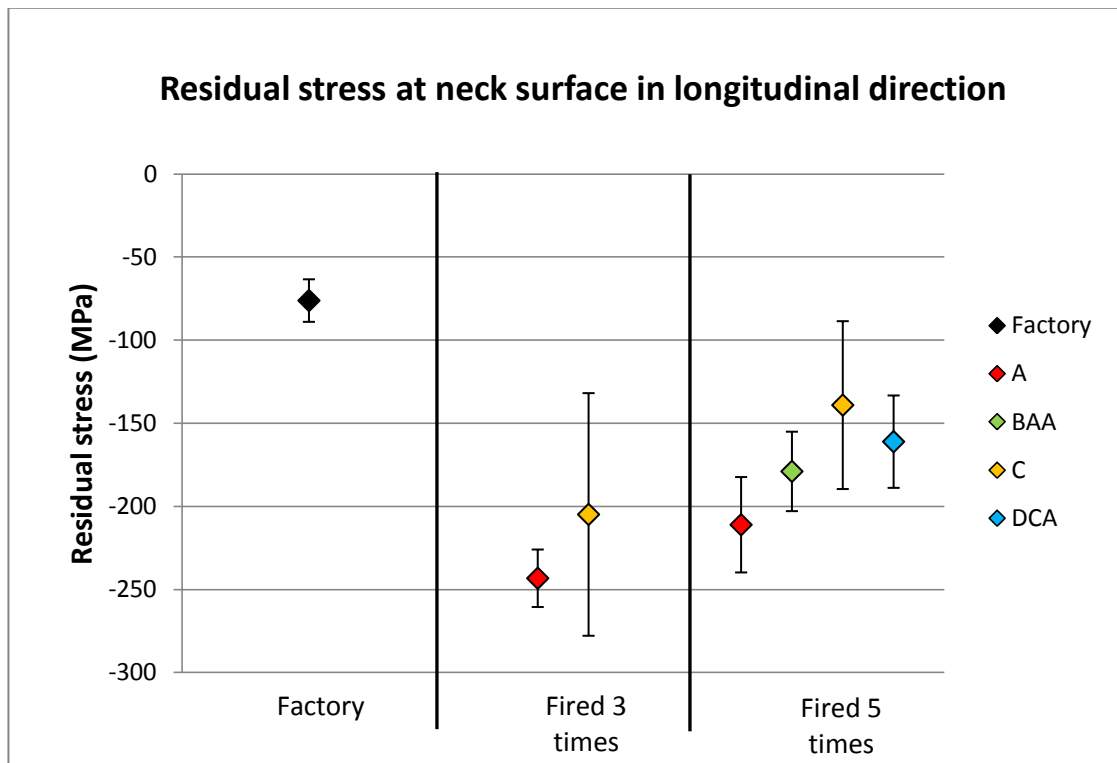 Residual stress at neck surface in longitudinal direction
Residual stress (MPa)
0
-50
-100
-150
-200
-250
-300
Factory
Fired 3
times
Fired 5
times
Factory
A
BAA
C
DCA